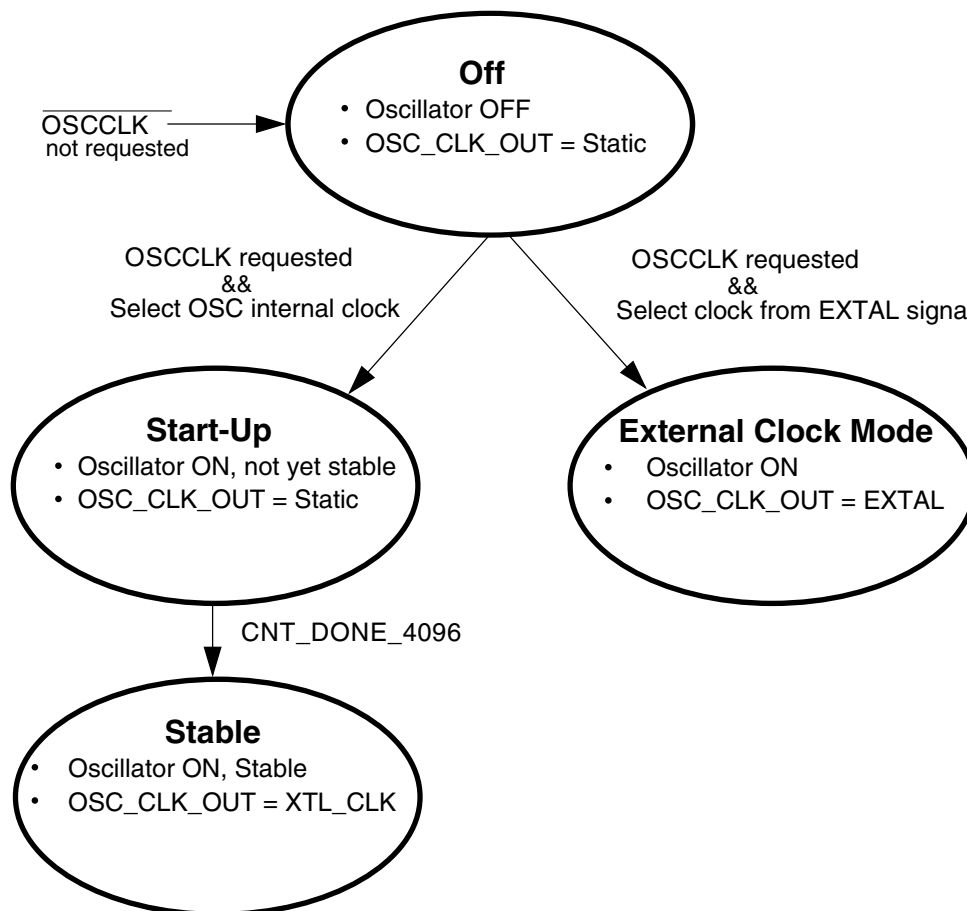 Off
• Oscillator OFF
• OSC_CLK_OUT = Static
OSCCLK
not requested
OSCCLK requested
&&
Select OSC internal clock
OSCCLK requested
&&
Select clock from EXTAL signa
Start-Up
• Oscillator ON, not yet stable
• OSC_CLK_OUT = Static
External Clock Mode
• Oscillator ON
• OSC_CLK_OUT = EXTAL
CNT_DONE_4096
Stable
• Oscillator ON, Stable
• OSC_CLK_OUT = XTL_CLK